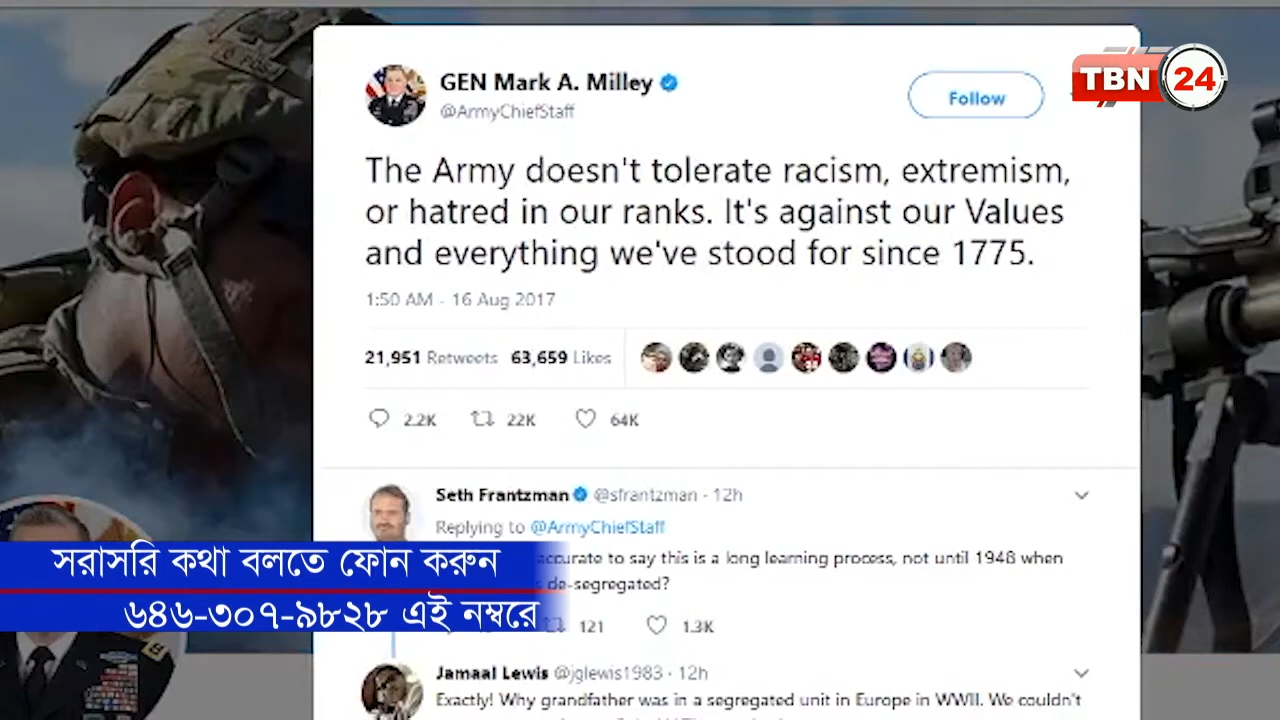 GEN Mark A. Milley
@ArmyChiefStaff
Follow
TBN 24
The Army doesn't tolerate racism, extremism,
or hatred in our ranks. It's against our Values
and everything we've stood for since 1775.
1:50 AM - 16 Aug 2017
21,951 Retweets 63,659 Likes
2.2K 22K 64K
Seth Frantzman @sfrantzman · 12h
Replying to @ArmyChiefStaff
accurate to say this is a long learning process, not until 1948 when
de-segregated?
121 1.3K
Jamaal Lewis @jglewis1983 · 12h
Exactly! Why grandfather was in a segregated unit in Europe in WWII. We couldn't
সরাসরি কথা বলতে ফোন করুন
৬৪৬-৩০৭-৯৮২৮ এই নম্বরে